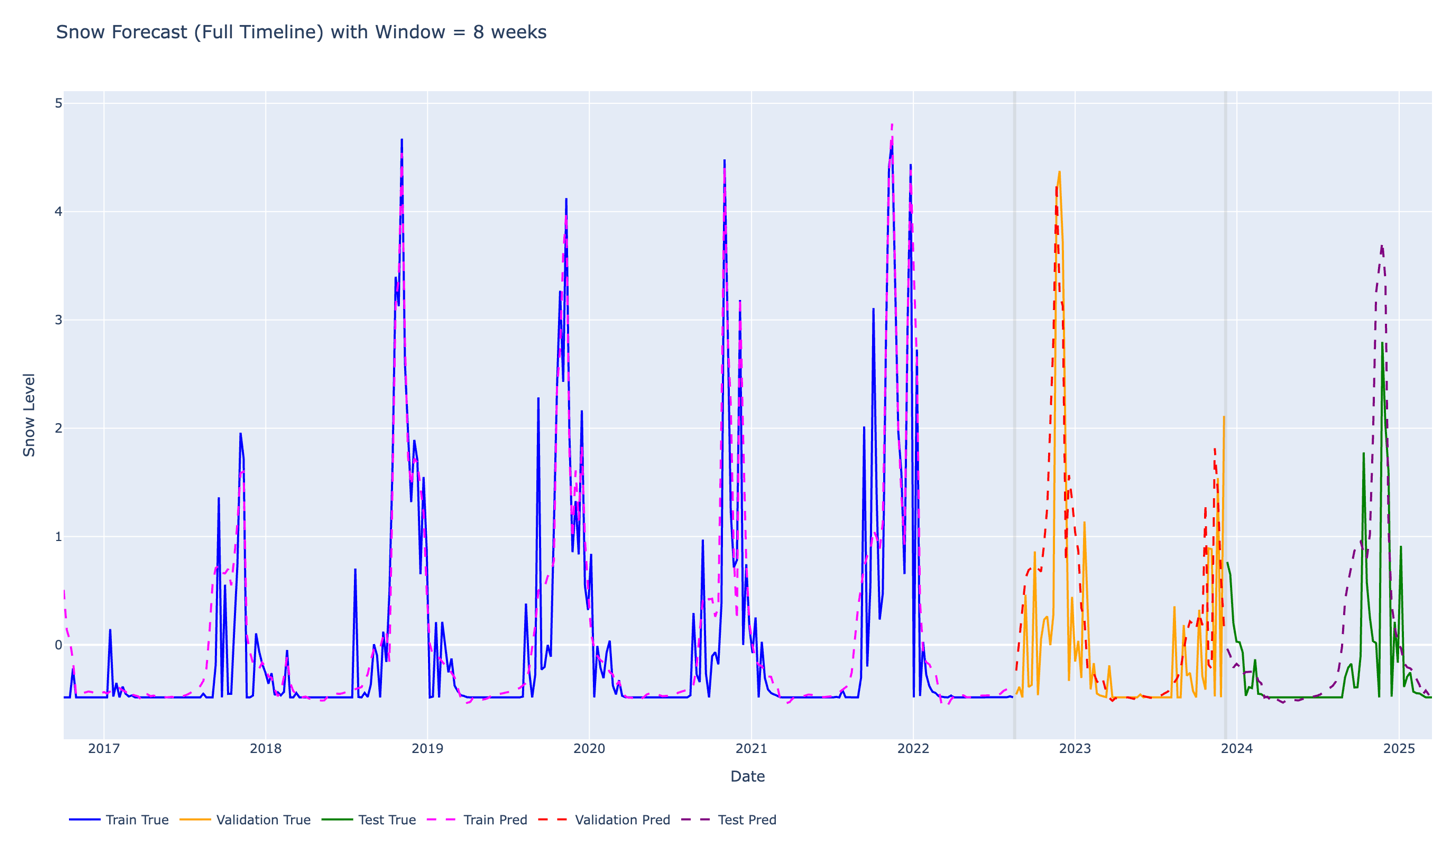 Snow Forecast (Full Timeline) with Window = 8 weeks
5
4
3
2
1
0
Snow Level
2017 2018 2019 2020 2021 2022 2023 2024 2025
Date
Train True Validation True Test True Train Pred Validation Pred Test Pred